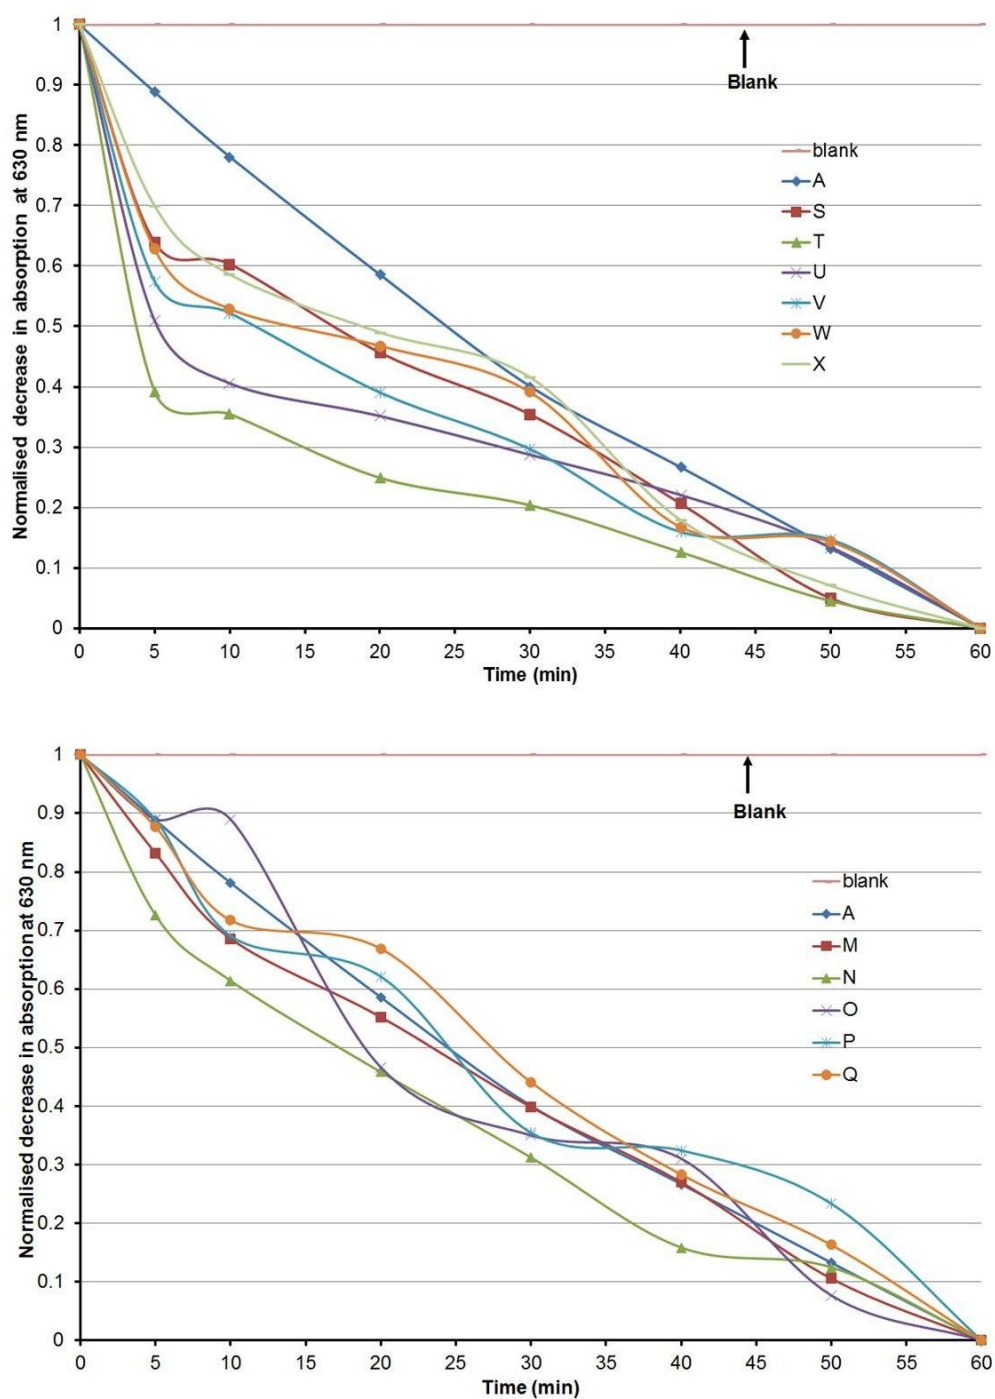 Normalised decrease in absorption at 630 nm
1
0.9
0.8
0.7
0.6
0.5
0.4
0.3
0.2
0.1
0
Blank
blank
A
S
T
U
V
W
X
0 5 10 15 20 25 30 35 40 45 50 55 60
Time (min)
Normalised decrease in absorption at 630 nm
1
0.9
0.8
0.7
0.6
0.5
0.4
0.3
0.2
0.1
0
Blank
blank
A
M
N
O
P
Q
0 5 10 15 20 25 30 35 40 45 50 55 60
Time (min)